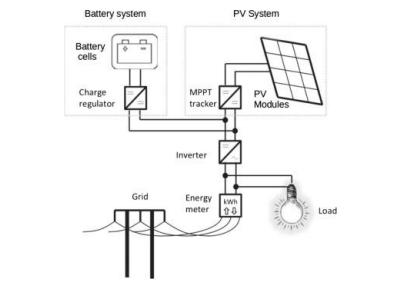 Battery system
PV System
Battery
cells
Charge
regulator
MPPT
tracker
PV
Modules
Inverter
Grid
Energy
meter
kWh
Load